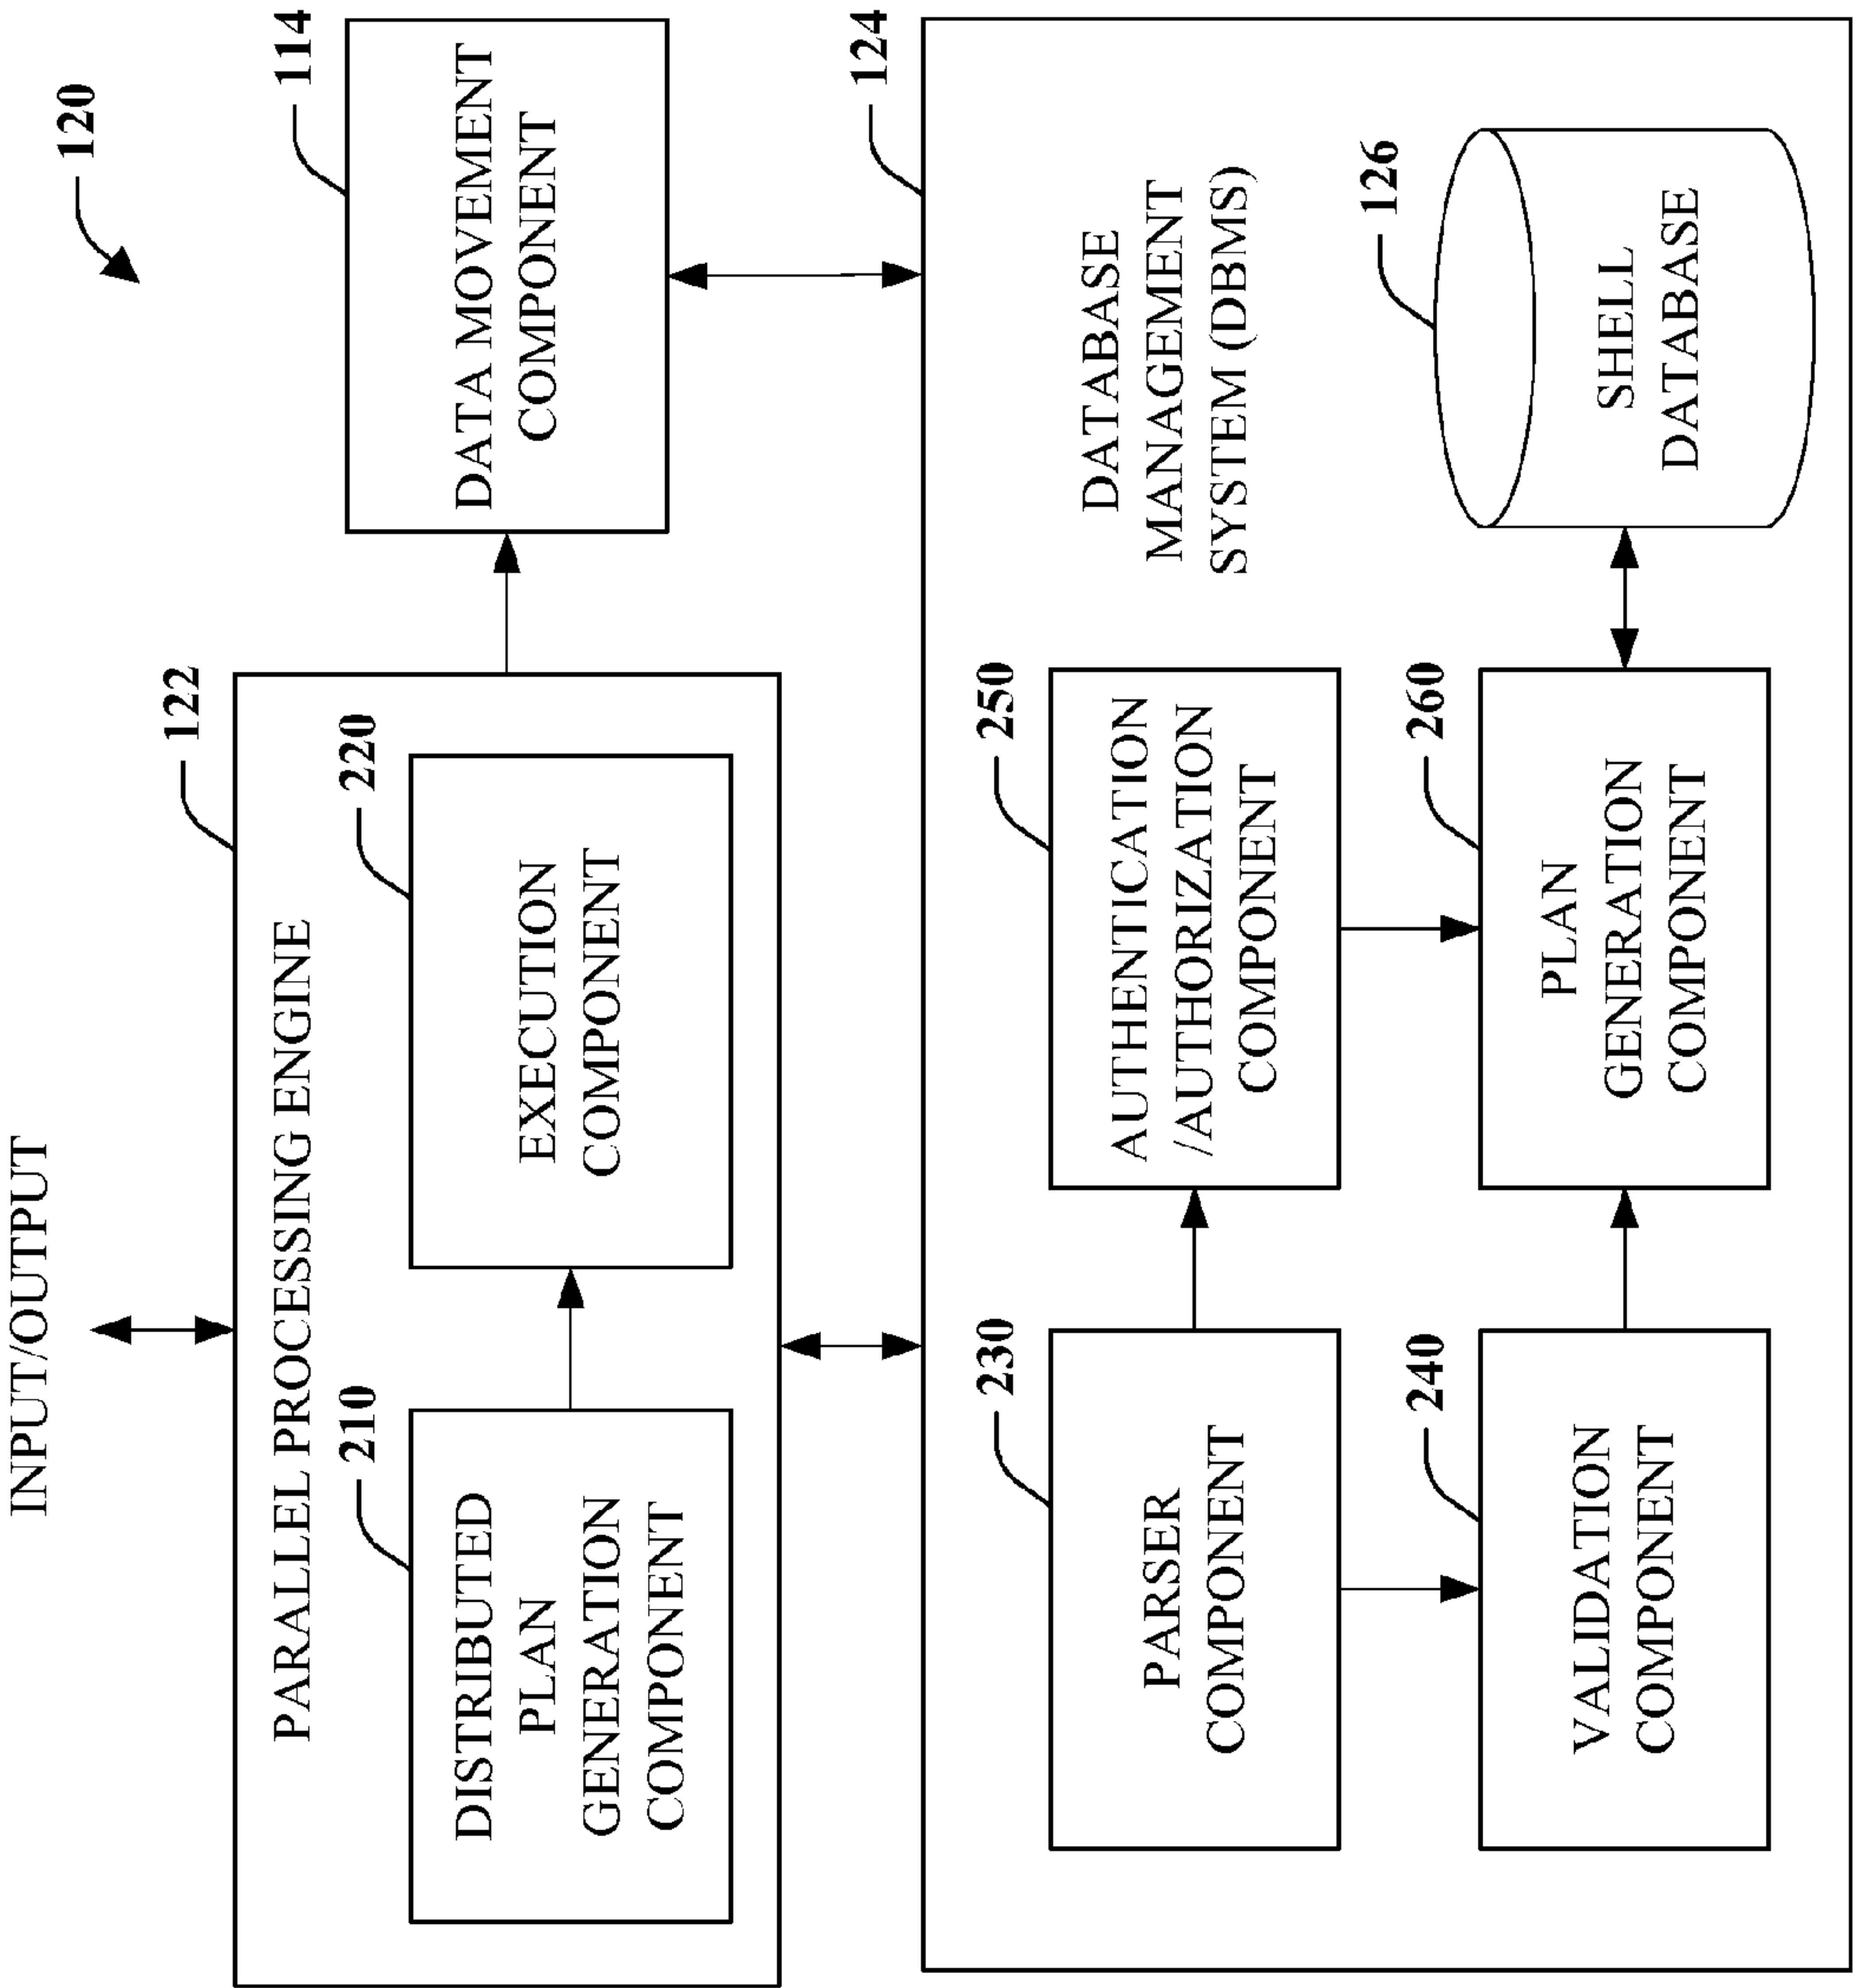 INPUT/OUTPUT
120
122
PARALLEL PROCESSING ENGINE
210
DISTRIBUTED
PLAN
GENERATION
COMPONENT
220
EXECUTION
COMPONENT
114
DATA MOVEMENT
COMPONENT
124
DATABASE
MANAGEMENT
SYSTEM (DBMS)
230
PARSER
COMPONENT
250
AUTHENTICATION
/AUTHORIZATION
COMPONENT
240
VALIDATION
COMPONENT
260
PLAN
GENERATION
COMPONENT
126
SHELL
DATABASE